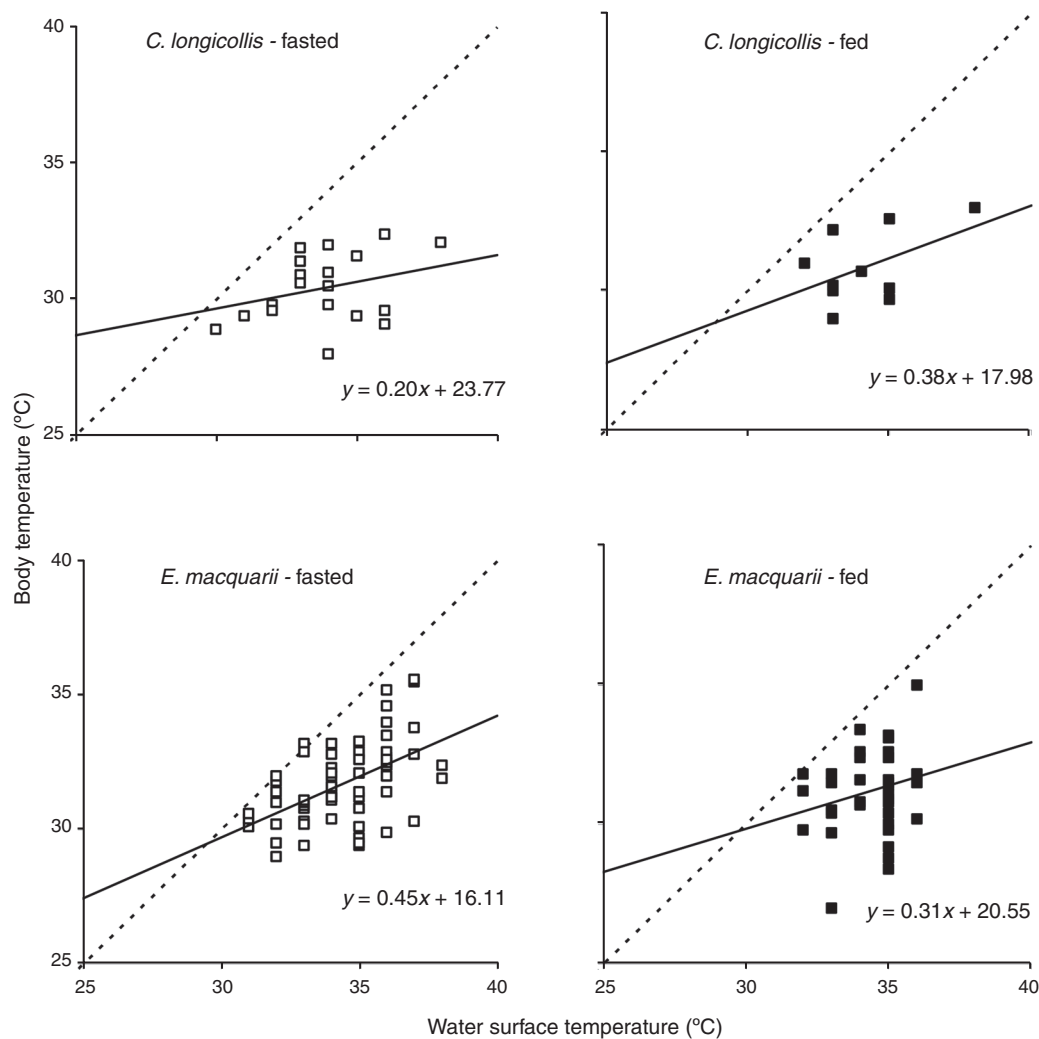 C. longicollis - fasted
40
35
30
25
y = 0.20x + 23.77
C. longicollis - fed
y = 0.38x + 17.98
Body temperature (ºC)
E. macquarii - fasted
40
35
30
25
y = 0.45x + 16.11
25 30 35 40
E. macquarii - fed
y = 0.31x + 20.55
25 30 35 40
Water surface temperature (ºC)